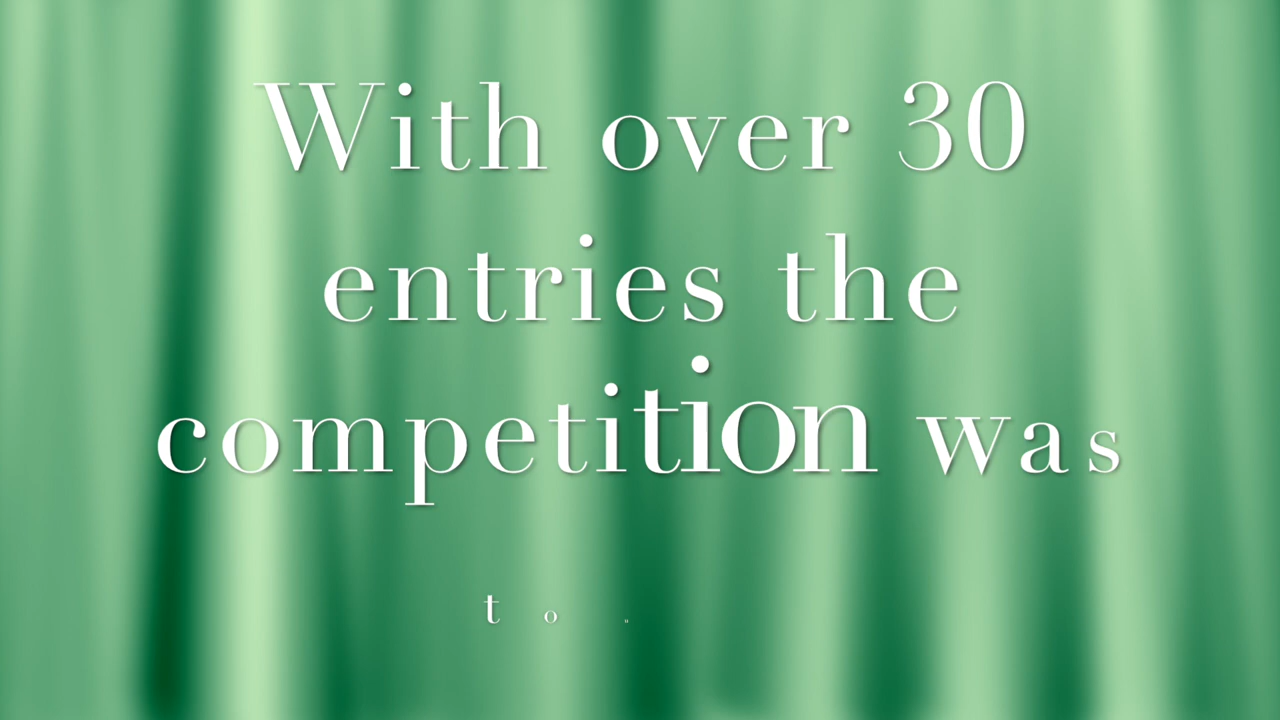 With over 30
entries the
competition was
t o u